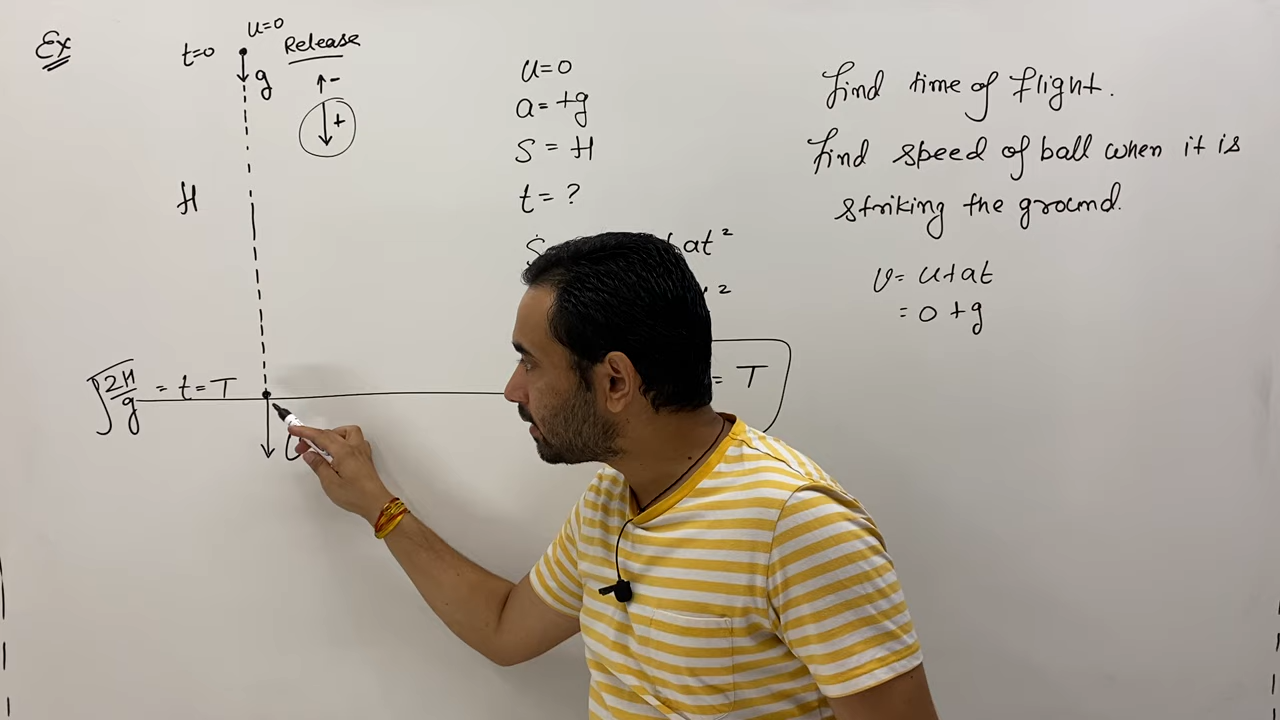 Ex
t=0
u=0
Release
g
↑ -
↓ +
H
√2H/g = t = T
u=0
a=+g
S = H
t = ?
S at²
²
= T
find time of flight.
find speed of ball when it is
striking the ground.
v= u+at
= 0 +g